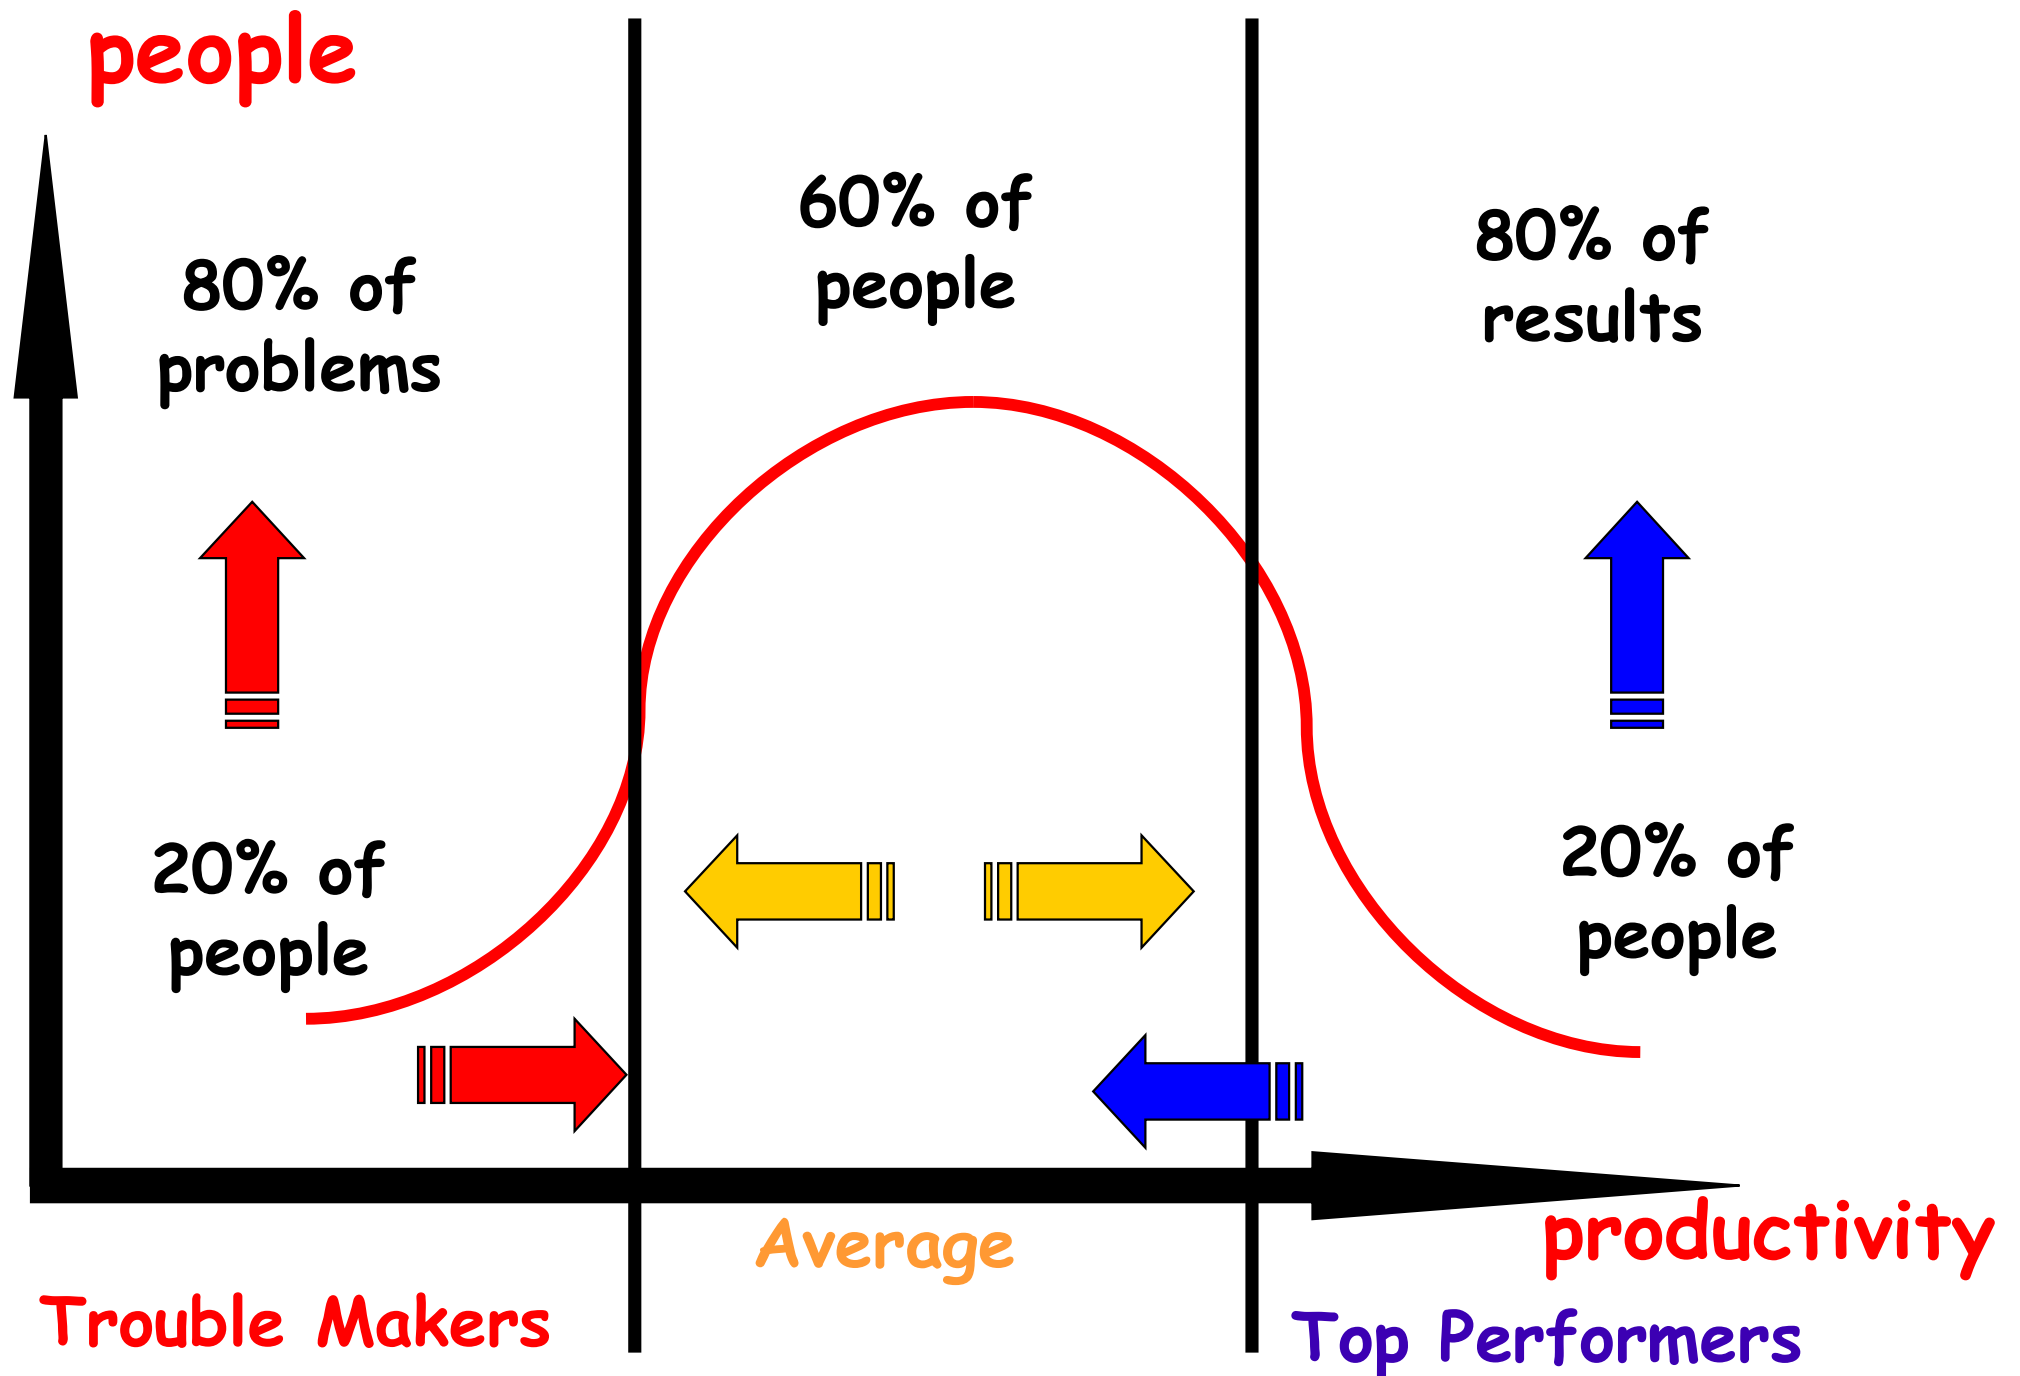 people
80% of
problems
60% of
people
80% of
results
20% of
people
20% of
people
Average
productivity
Trouble Makers
Top Performers